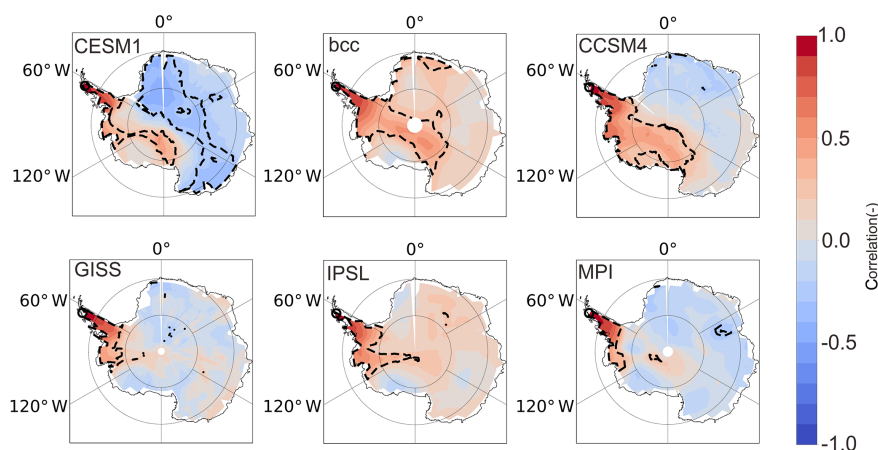 0° 0° 0°
CESM1 bcc CCSM4
60° W 60° W 60° W
120° W 120° W 120° W
0° 0° 0°
GISS IPSL MPI
60° W 60° W 60° W
120° W 120° W 120° W
1.0
0.5
0.0
-0.5
-1.0
Correlation(-)